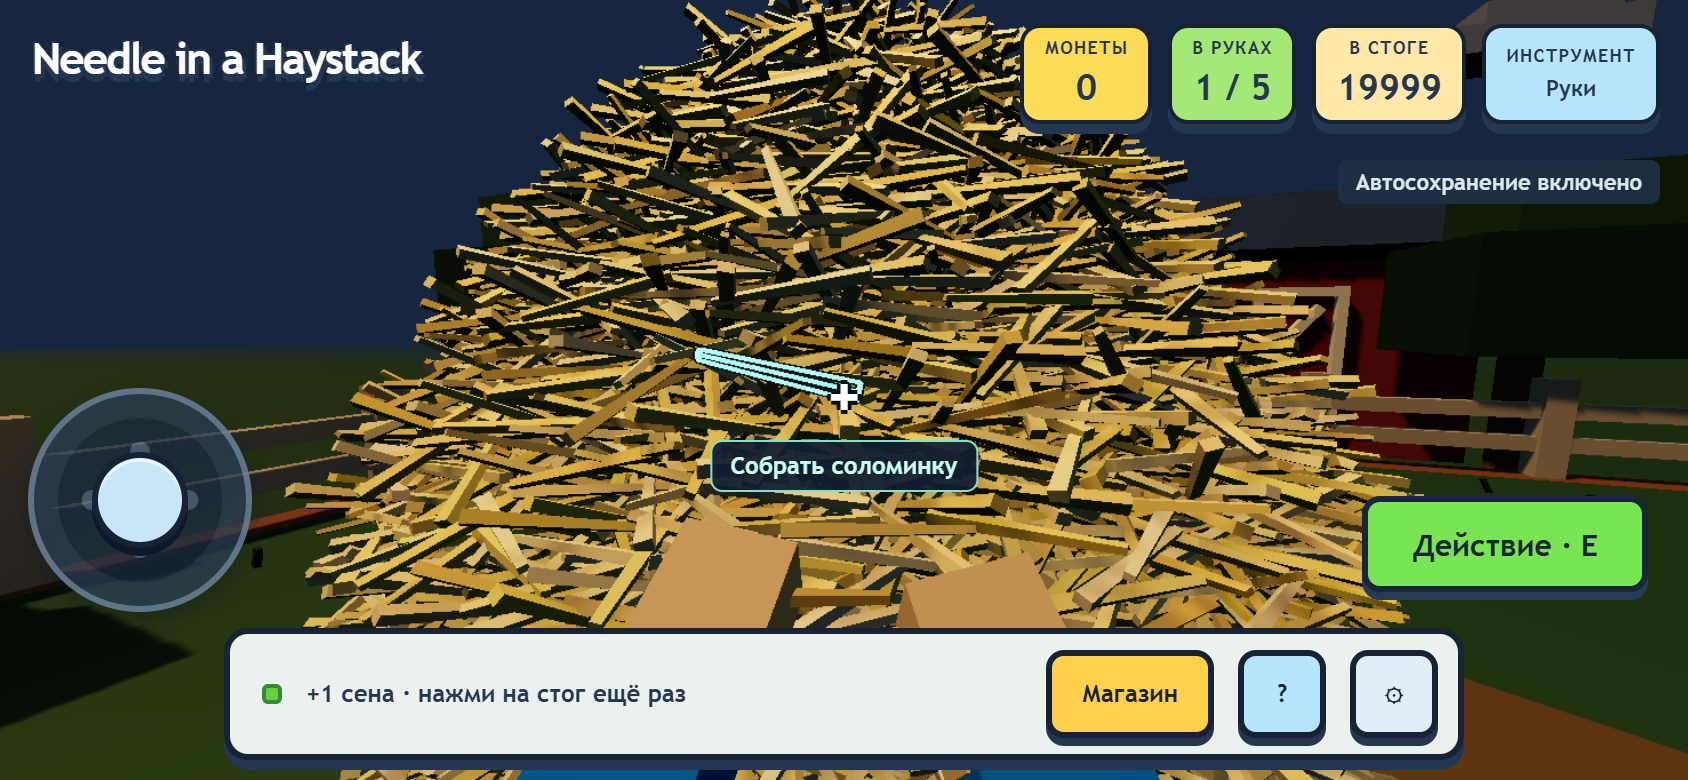 Needle in a Haystack
МОНЕТЫ
0
В РУКАХ
1 / 5
В СТОГЕ
19999
ИНСТРУМЕНТ
Руки
Автосохранение включено
Собрать соломинку
Действие · E
+1 сена · нажми на стог ещё раз
Магазин
?